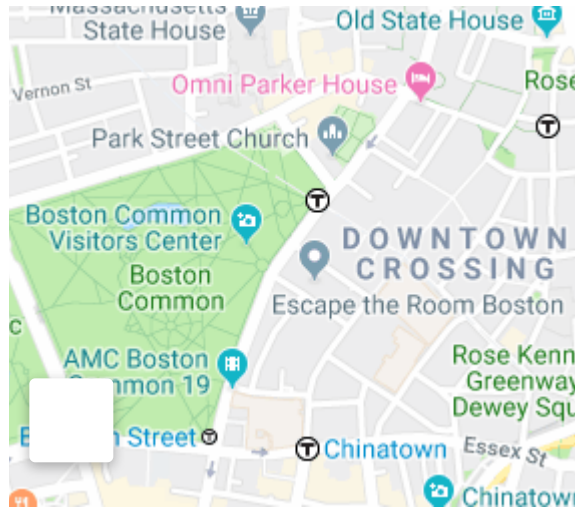 Massachusetts
State House
Old State House
Vernon St
Omni Parker House
Rose
Park Street Church
T
T
Boston Common
Visitors Center
DOWNTOWN
CROSSING
Boston
Common
Escape the Room Boston
c
AMC Boston
Common 19
Rose Kenn
Greenway
Dewey Squ
Street
T
T
Chinatown
Essex St
Chinatow